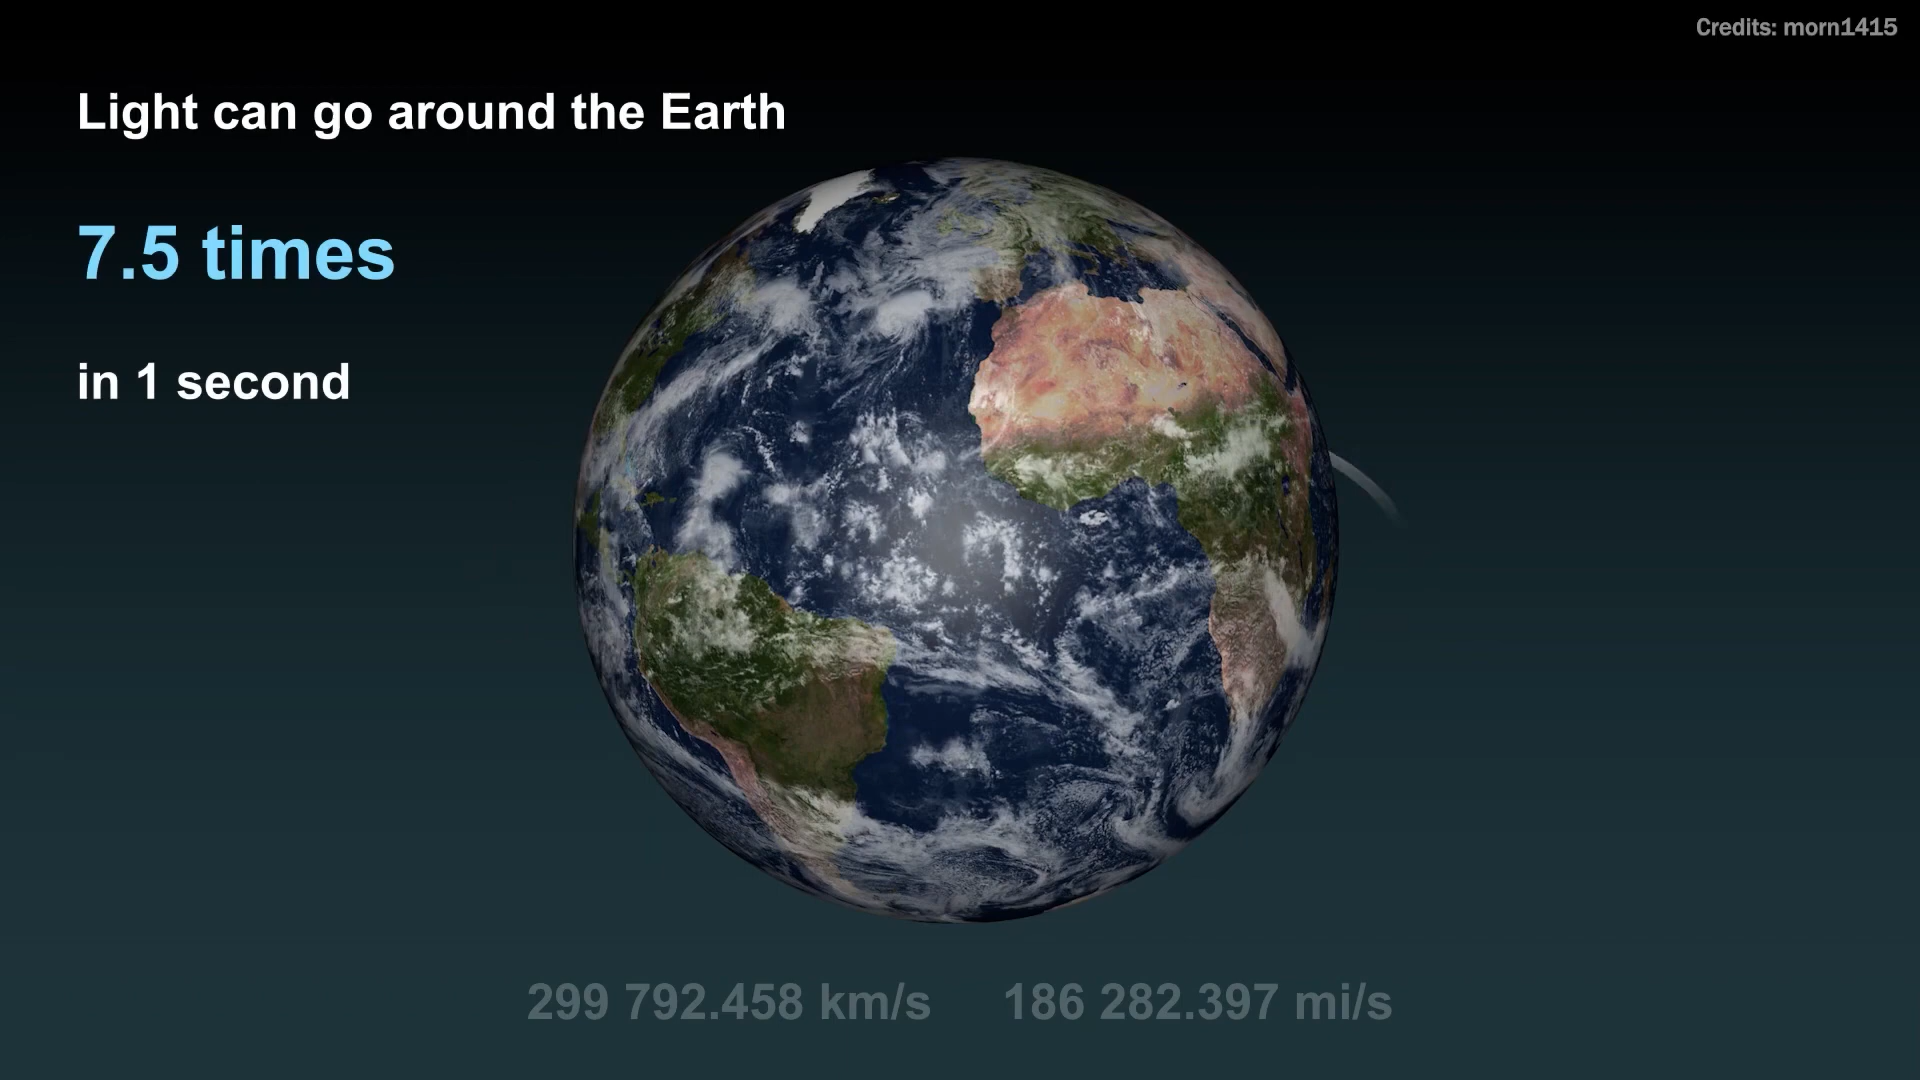 Credits: morn1415
Light can go around the Earth
7.5 times
in 1 second
299 792.458 km/s 186 282.397 mi/s